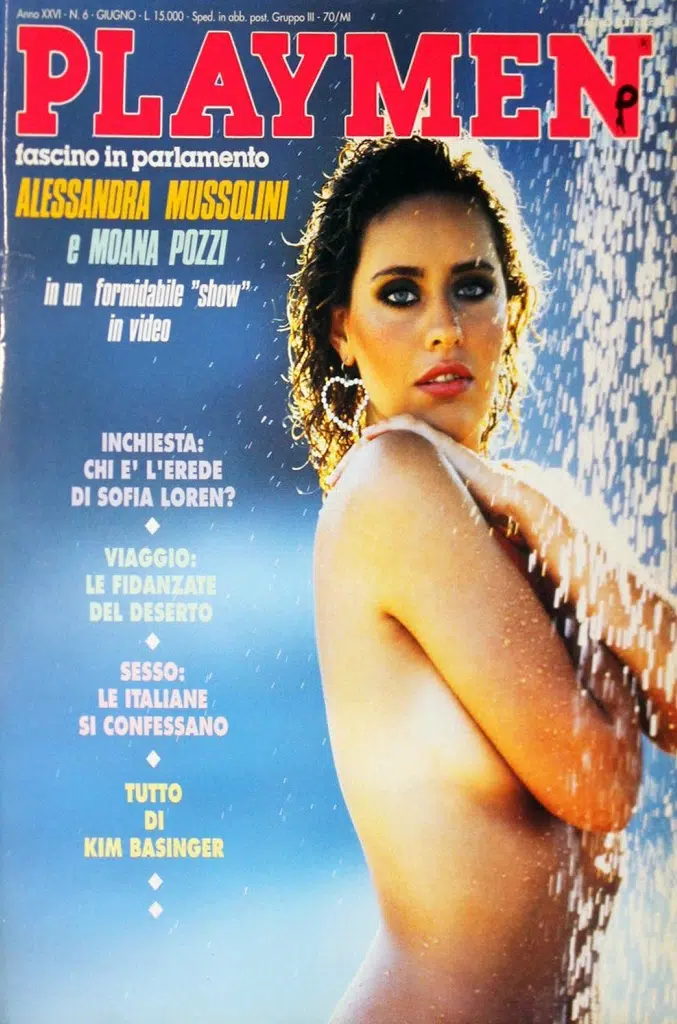 Anno XXVI - N. 6 - GIUGNO - L. 15.000 - Sped. in abb. post. Gruppo III - 70/MI
PLAYMEN
fascino in parlamento
ALESSANDRA MUSSOLINI
e MOANA POZZI
in un formidabile "show"
in video
INCHIESTA:
CHI E' L'EREDE
DI SOFIA LOREN?
VIAGGIO:
LE FIDANZATE
DEL DESERTO
SESSO:
LE ITALIANE
SI CONFESSANO
TUTTO
DI
KIM BASINGER